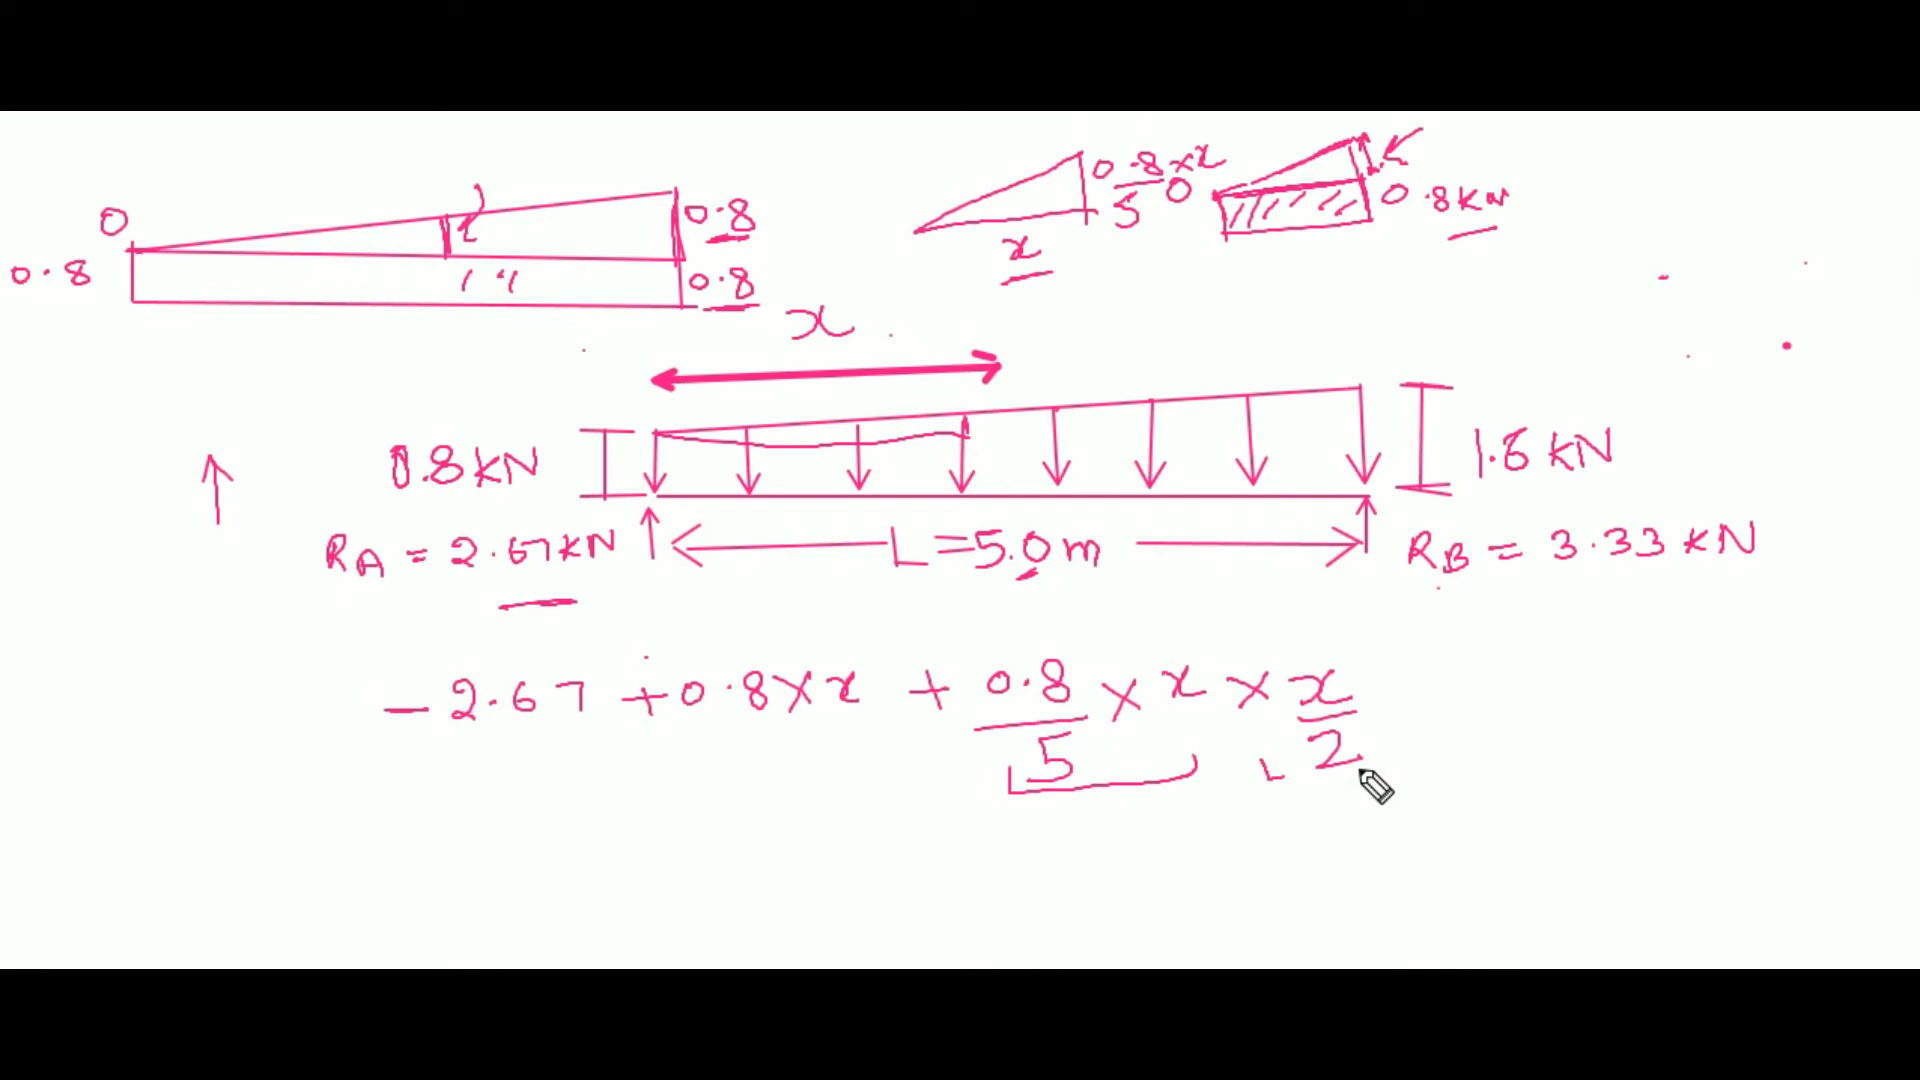 0
0.8
0.8
0.8
0.8 × x
5
x
0
0.8 KN
x
0.8 KN
1.6 KN
RA = 2.67 KN
L = 5.0 m
RB = 3.33 KN
- 2.67 + 0.8 × x + 0.8 × x × x
5 2